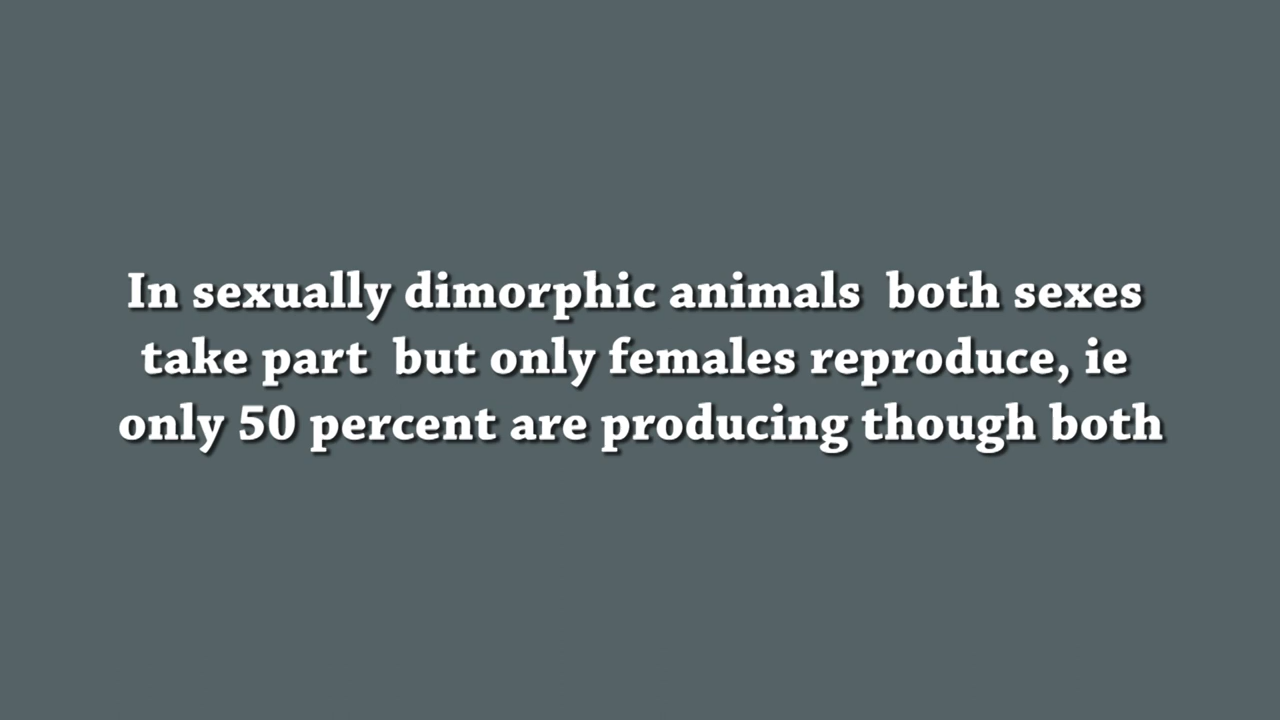 In sexually dimorphic animals  both sexes
take part  but only females reproduce, ie
only 50 percent are producing though both